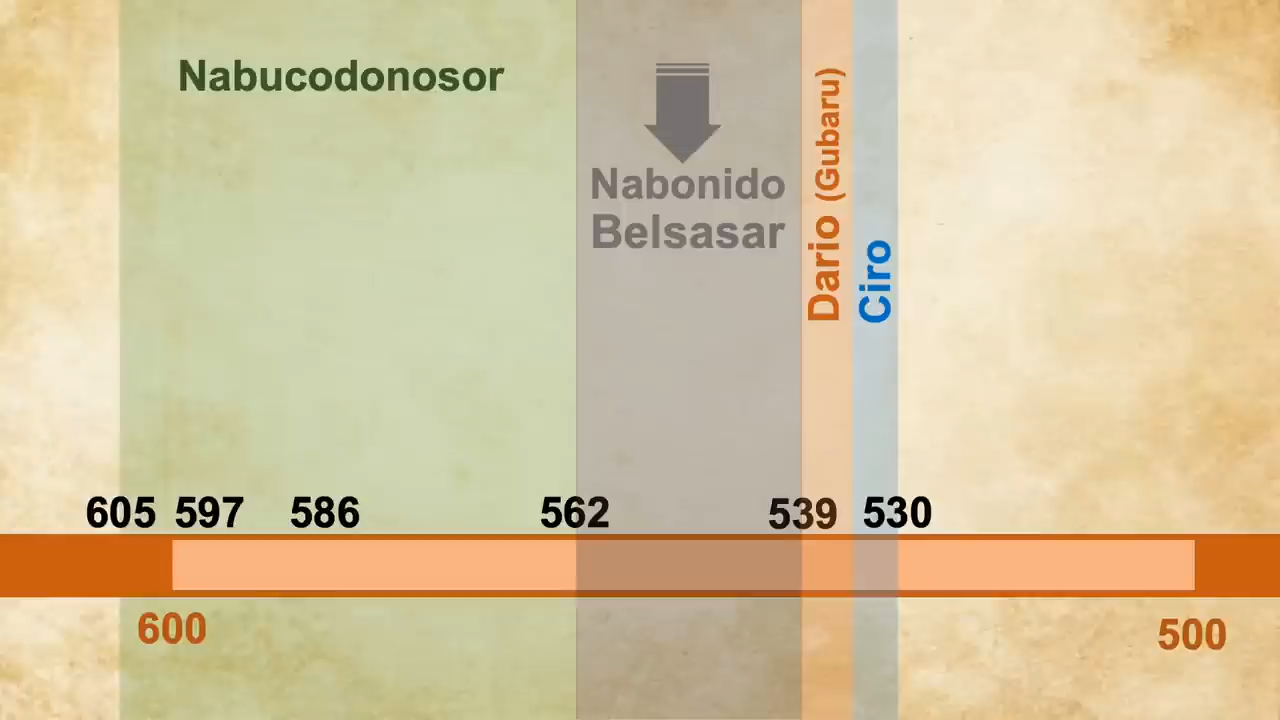 Nabucodonosor
Nabonido
Belsasar
Dario (Gubaru)
Ciro
605 597 586 562 539 530
600 500